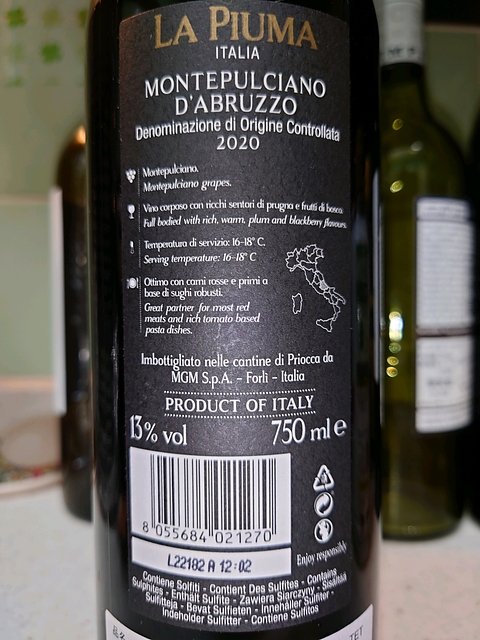 LA PIUMA
ITALIA
MONTEPULCIANO
D'ABRUZZO
Denominazione di Origine Controllata
2020
Montepulciano.
Montepulciano grapes.
Vino corposo con ricchi sentori di prugna e frutti di bosco.
Full bodied with rich, warm, plum and blackberry flavours.
Temperatura di servizio: 16-18° C.
Serving temperature: 16-18° C
Ottimo con carni rosse e primi a
base di sughi robusti.
Great partner for most red
meats and rich tomato based
pasta dishes.
Imbottigliato nelle cantine di Priocca da
MGM S.p.A. - Forlì - Italia
PRODUCT OF ITALY
13% vol 750 ml e
8 055684 021270
Enjoy responsibly
L22182 A 12:02
Contiene Solfiti - Contient Des Sulfites - Contains
Sulphites - Enthält Sulfite - Zawiera Siarczyny - Sisältää
Sulfiitteja - Bevat Sulfieten - Innehåller Sulfiter -
Indeholder Sulfitter - Contiene Sulfitos
TET